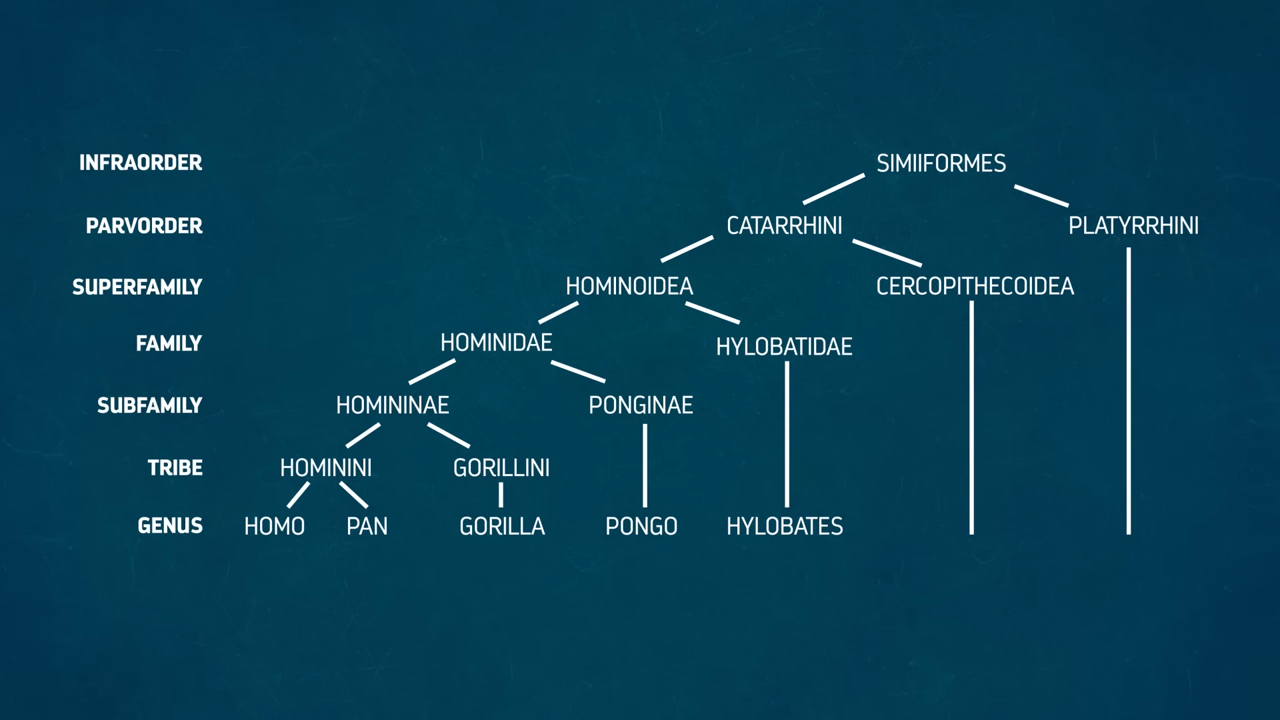 INFRAORDER SIMIIFORMES
PARVORDER CATARRHINI PLATYRRHINI
SUPERFAMILY HOMINOIDEA CERCOPITHECOIDEA
FAMILY HOMINIDAE HYLOBATIDAE
SUBFAMILY HOMININAE PONGINAE
TRIBE HOMININI GORILLINI
GENUS HOMO PAN GORILLA PONGO HYLOBATES